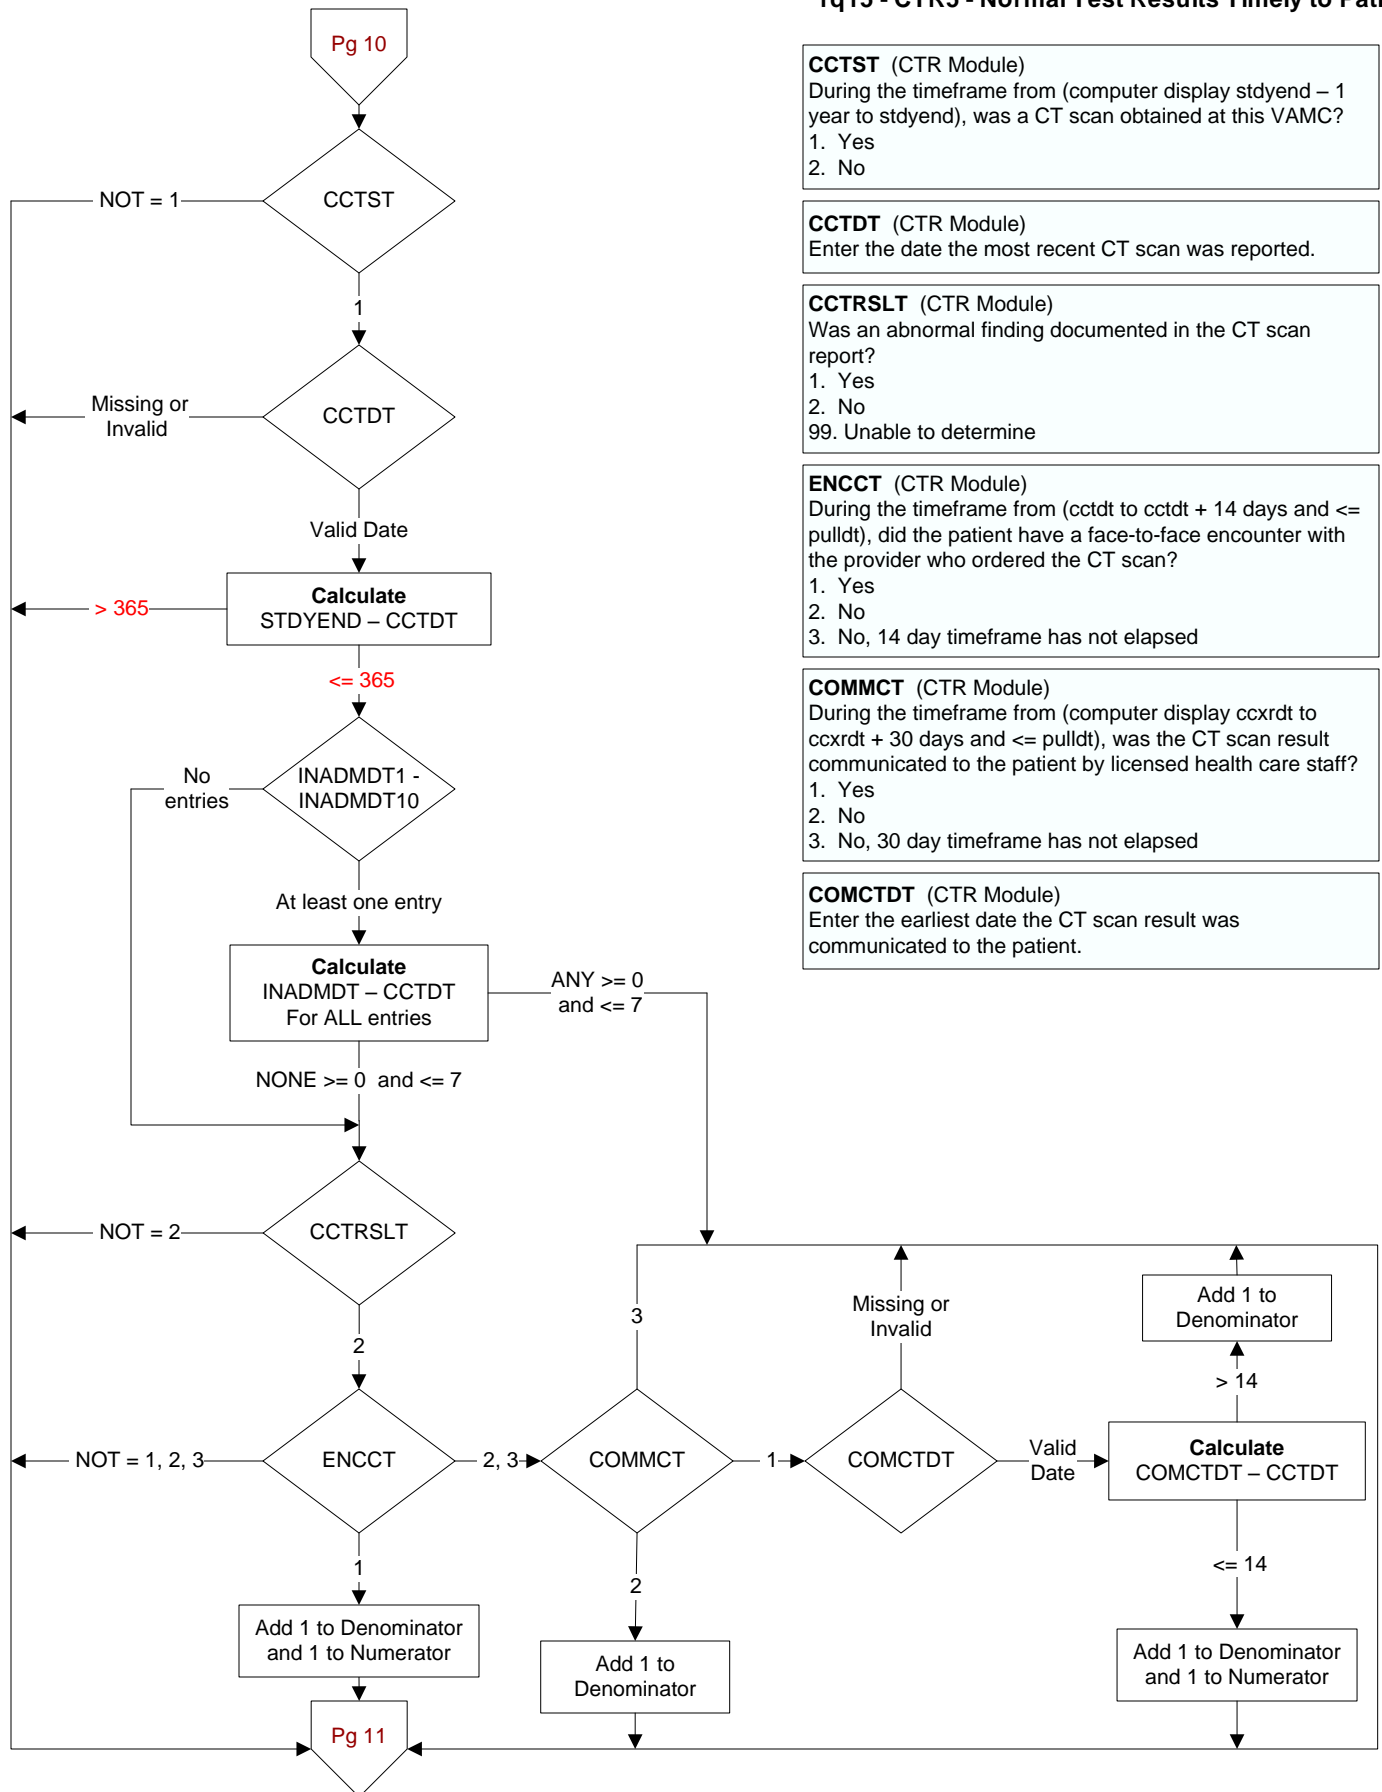 1q15 - CTR5 - Normal Test Results Timely to
Pg 10
CCTST
NOT = 1
1
CCTDT
Missing or
Invalid
Valid Date
Calculate
STDYEND – CCTDT
> 365
<= 365
INADMDT1 -
INADMDT10
No
entries
At least one entry
Calculate
INADMDT – CCTDT
For ALL entries
ANY >= 0
and <= 7
NONE >= 0 and <= 7
CCTRSLT
NOT = 2
2
ENCCT
NOT = 1, 2, 3
2, 3
1
Add 1 to Denominator
and 1 to Numerator
Pg 11
COMMCT
3
1
2
Add 1 to
Denominator
COMCTDT
Missing or
Invalid
Valid
Date
Calculate
COMCTDT – CCTDT
> 14
Add 1 to
Denominator
<= 14
Add 1 to Denominator
and 1 to Numerator
CCTST (CTR Module)
During the timeframe from (computer display stdyend – 1
year to stdyend), was a CT scan obtained at this VAMC?
1. Yes
2. No
CCTDT (CTR Module)
Enter the date the most recent CT scan was reported.
CCTRSLT (CTR Module)
Was an abnormal finding documented in the CT scan
report?
1. Yes
2. No
99. Unable to determine
ENCCT (CTR Module)
During the timeframe from (cctdt to cctdt + 14 days and <=
pulldt), did the patient have a face-to-face encounter with
the provider who ordered the CT scan?
1. Yes
2. No
3. No, 14 day timeframe has not elapsed
COMMCT (CTR Module)
During the timeframe from (computer display ccxrdt to
ccxrdt + 30 days and <= pulldt), was the CT scan result
communicated to the patient by licensed health care staff?
1. Yes
2. No
3. No, 30 day timeframe has not elapsed
COMCTDT (CTR Module)
Enter the earliest date the CT scan result was
communicated to the patient.